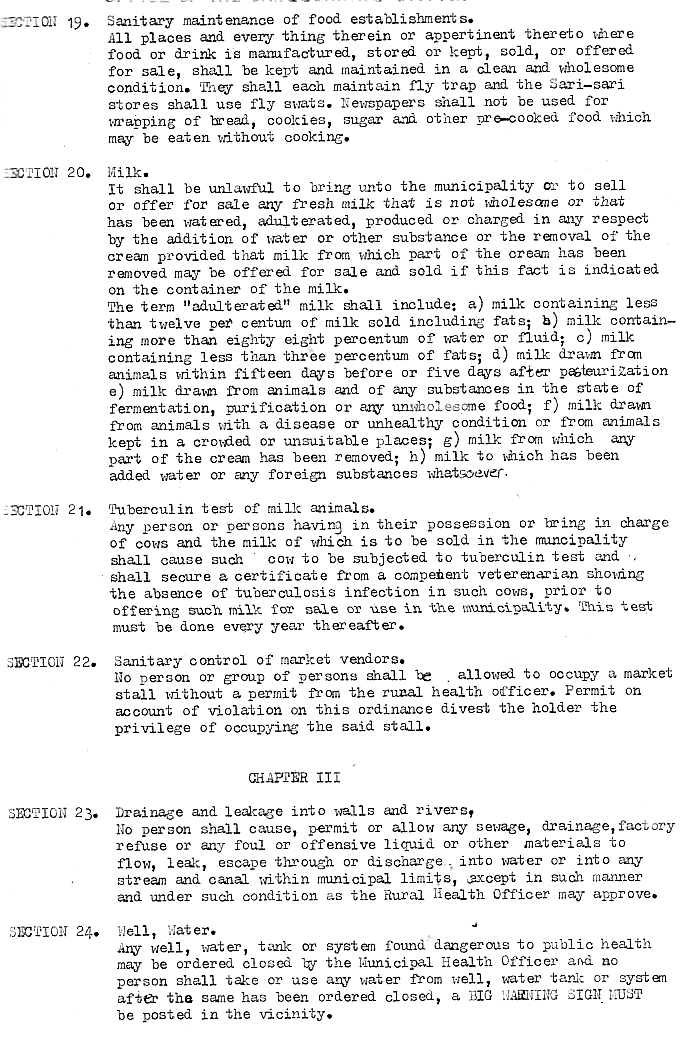 SECTION 19. Sanitary maintenance of food establishments.
All places and every thing therein or appertinent thereto where
food or drink is manufactured, stored or kept, sold, or offered
for sale, shall be kept and maintained in a clean and wholesome
condition. They shall each maintain fly trap and the Sari-sari
stores shall use fly swats. Newspapers shall not be used for
wrapping of bread, cookies, sugar and other pre-cooked food which
may be eaten without cooking.
SECTION 20. Milk.
It shall be unlawful to bring unto the municipality or to sell
or offer for sale any fresh milk that is not wholesome or that
has been watered, adulterated, produced or charged in any respect
by the addition of water or other substance or the removal of the
cream provided that milk from which part of the cream has been
removed may be offered for sale and sold if this fact is indicated
on the container of the milk.
The term "adulterated" milk shall include: a) milk containing less
than twelve per centum of milk sold including fats; b) milk contain-
ing more than eighty eight percentum of water or fluid; c) milk
containing less than three percentum of fats; d) milk drawn from
animals within fifteen days before or five days after pasteurization
e) milk drawn from animals and of any substances in the state of
fermentation, purification or any unwholesome food; f) milk drawn
from animals with a disease or unhealthy condition or from animals
kept in a crowded or unsuitable places; g) milk from which any
part of the cream has been removed; h) milk to which has been
added water or any foreign substances whatsoever.
SECTION 21. Tuberculin test of milk animals.
Any person or persons having in their possession or bring in charge
of cows and the milk of which is to be sold in the muncipality
shall cause such cow to be subjected to tuberculin test and
shall secure a certificate from a competent veterenarian showing
the absence of tuberculosis infection in such cows, prior to
offering such milk for sale or use in the municipality. This test
must be done every year thereafter.
SECTION 22. Sanitary control of market vendors.
No person or group of persons shall be allowed to occupy a market
stall without a permit from the rural health officer. Permit on
account of violation on this ordinance divest the holder the
privilege of occupying the said stall.
CHAPTER III
SECTION 23. Drainage and leakage into walls and rivers,
No person shall cause, permit or allow any sewage, drainage,factory
refuse or any foul or offensive liquid or other materials to
flow, leak, escape through or discharge, into water or into any
stream and canal within municipal limits, except in such manner
and under such condition as the Rural Health Officer may approve.
SECTION 24. Well, Water.
Any well, water, tank or system found dangerous to public health
may be ordered closed by the Municipal Health Officer and no
person shall take or use any water from well, water tank or system
after the same has been ordered closed, a BIG WARNING SIGN MUST
be posted in the vicinity.